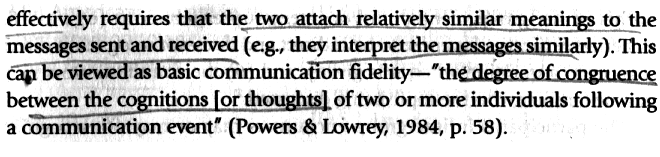 effectively requires that the two attach relatively similar meanings to the
messages sent and received (e.g., they interpret the messages similarly). This
can be viewed as basic communication fidelity—"the degree of congruence
between the cognitions [or thoughts] of two or more individuals following
a communication event" (Powers & Lowrey, 1984, p. 58).